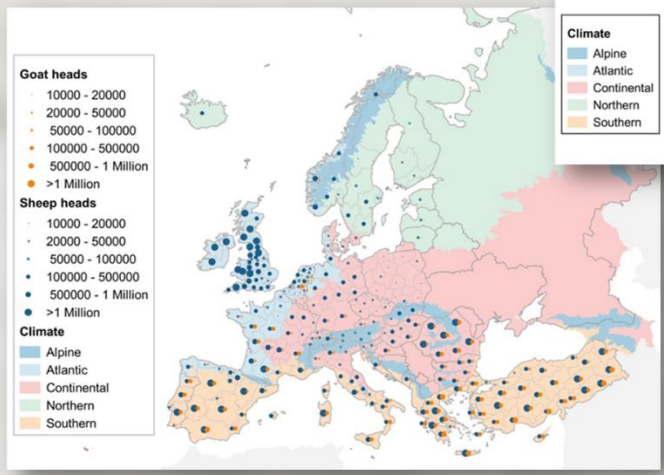 Goat heads
10000 - 20000
20000 - 50000
50000 - 100000
100000 - 500000
500000 - 1 Million
>1 Million
Sheep heads
10000 - 20000
20000 - 50000
50000 - 100000
100000 - 500000
500000 - 1 Million
>1 Million
Climate
Alpine
Atlantic
Continental
Northern
Southern
Climate
Alpine
Atlantic
Continental
Northern
Southern